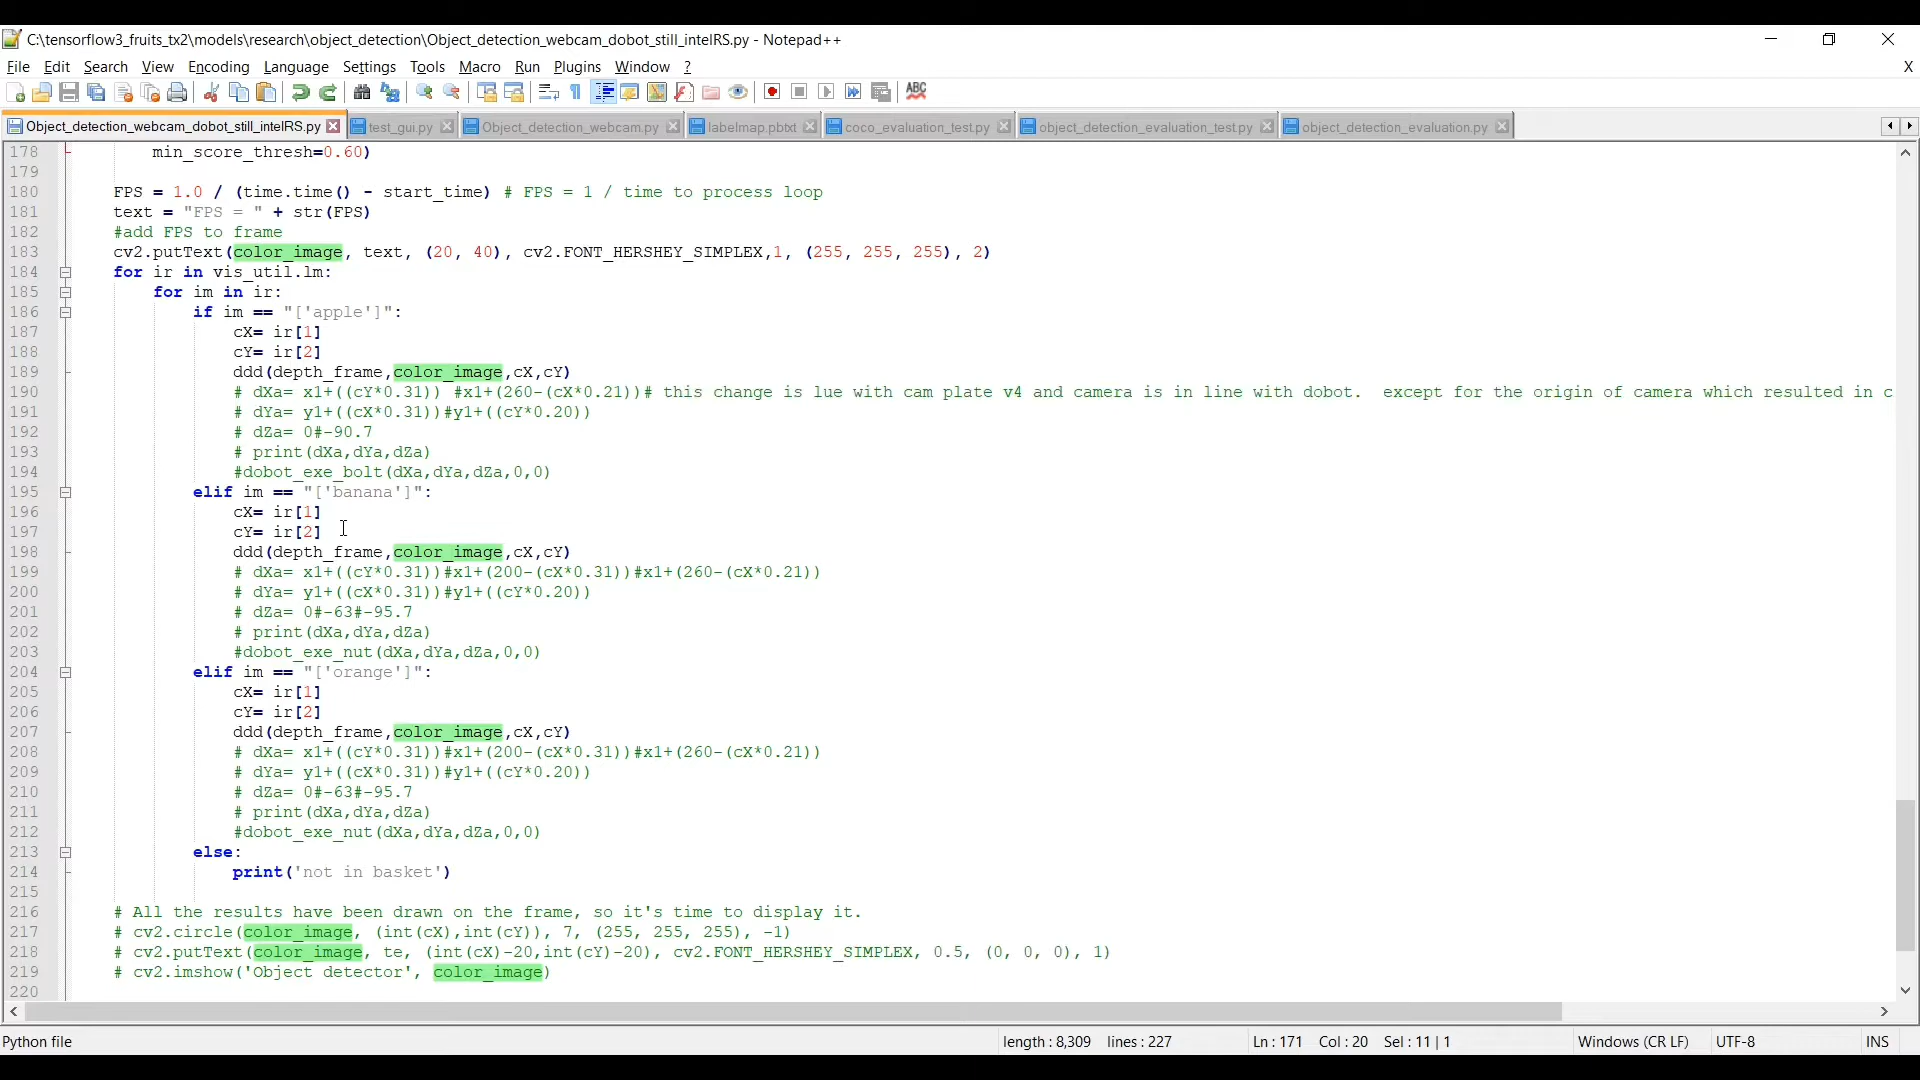 C:\tensorflow3_fruits_tx2\models\research\object_detection\Object_detection_webcam_dobot_still_intelRS.py - Notepad++
File Edit Search View Encoding Language Settings Tools Macro Run Plugins Window ? X
Object_detection_webcam_dobot_still_intelRS.py test_gui.py Object_detection_webcam.py labelmap.pbtxt coco_evaluation_test.py object_detection_evaluation_test.py object_detection_evaluation.py
178 min_score_thresh=0.60)
179
180 FPS = 1.0 / (time.time() - start_time) # FPS = 1 / time to process loop
181 text = "FPS = " + str(FPS)
182 #add FPS to frame
183 cv2.putText(color_image, text, (20, 40), cv2.FONT_HERSHEY_SIMPLEX,1, (255, 255, 255), 2)
184 for ir in vis_util.lm:
185 for im in ir:
186 if im == "['apple']":
187 cX= ir[1]
188 cY= ir[2]
189 ddd(depth_frame,color_image,cX,cY)
190 # dXa= x1+((cY*0.31)) #x1+(260-(cX*0.21))# this change is lue with cam plate v4 and camera is in line with dobot. except for the origin of camera which resulted in c
191 # dYa= y1+((cX*0.31))#y1+((cY*0.20))
192 # dZa= 0#-90.7
193 # print(dXa,dYa,dZa)
194 #dobot_exe_bolt(dXa,dYa,dZa,0,0)
195 elif im == "['banana']":
196 cX= ir[1]
197 cY= ir[2]
198 ddd(depth_frame,color_image,cX,cY)
199 # dXa= x1+((cY*0.31))#x1+(200-(cX*0.31))#x1+(260-(cX*0.21))
200 # dYa= y1+((cX*0.31))#y1+((cY*0.20))
201 # dZa= 0#-63#-95.7
202 # print(dXa,dYa,dZa)
203 #dobot_exe_nut(dXa,dYa,dZa,0,0)
204 elif im == "['orange']":
205 cX= ir[1]
206 cY= ir[2]
207 ddd(depth_frame,color_image,cX,cY)
208 # dXa= x1+((cY*0.31))#x1+(200-(cX*0.31))#x1+(260-(cX*0.21))
209 # dYa= y1+((cX*0.31))#y1+((cY*0.20))
210 # dZa= 0#-63#-95.7
211 # print(dXa,dYa,dZa)
212 #dobot_exe_nut(dXa,dYa,dZa,0,0)
213 else:
214 print('not in basket')
215
216 # All the results have been drawn on the frame, so it's time to display it.
217 # cv2.circle(color_image, (int(cX),int(cY)), 7, (255, 255, 255), -1)
218 # cv2.putText(color_image, te, (int(cX)-20,int(cY)-20), cv2.FONT_HERSHEY_SIMPLEX, 0.5, (0, 0, 0), 1)
219 # cv2.imshow('Object detector', color_image)
220
Python file length : 8,309 lines : 227 Ln : 171 Col : 20 Sel : 11 | 1 Windows (CR LF) UTF-8 INS